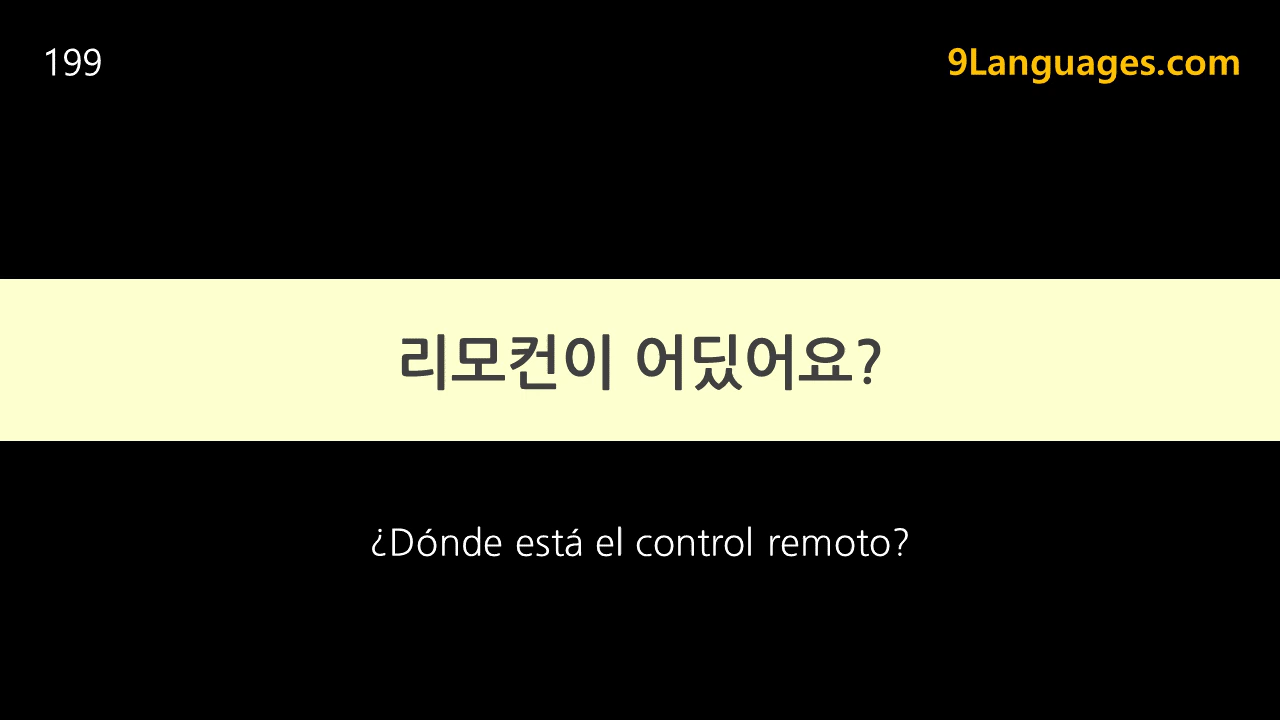 199
9Languages.com
리모컨이 어딨어요?
¿Dónde está el control remoto?